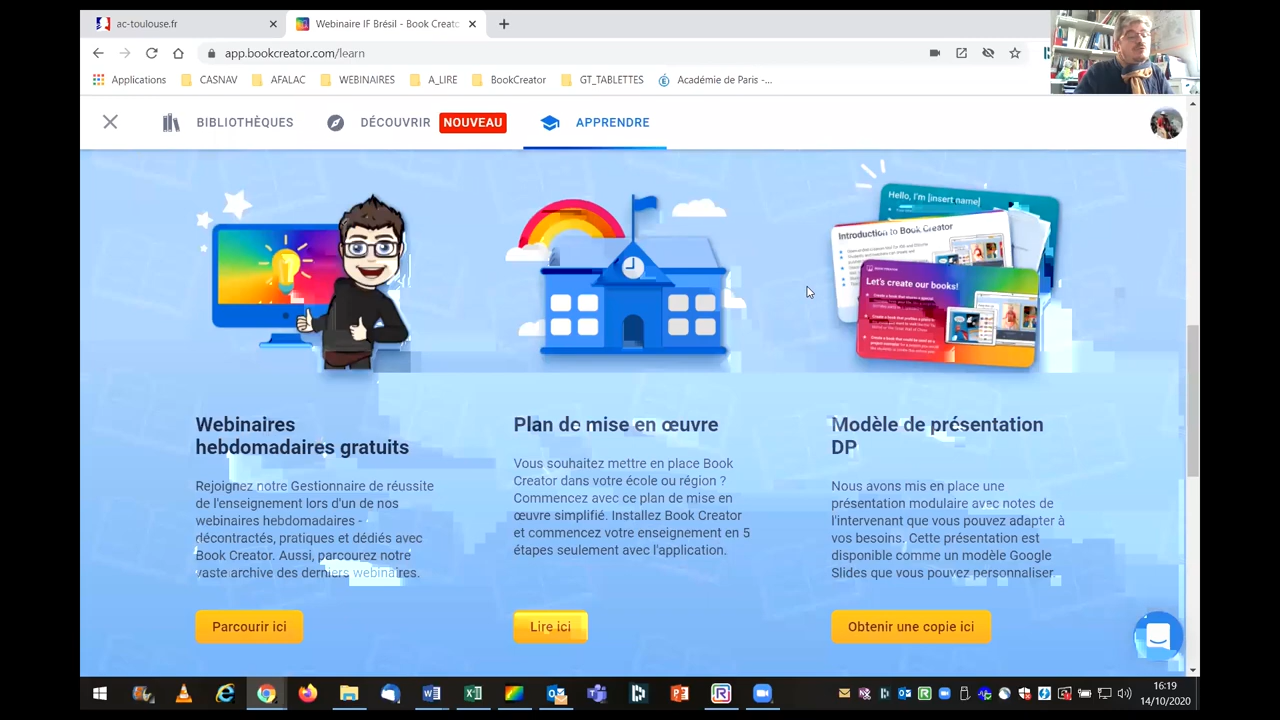 ac-toulouse.fr
Webinaire IF Brésil - Book Creato
app.bookcreator.com/learn
Applications CASNAV AFALAC WEBINAIRES A_LIRE BookCreator GT_TABLETTES Académie de Paris -...
BIBLIOTHÈQUES DÉCOUVRIR NOUVEAU APPRENDRE
Hello, I'm [insert name]
Introduction to Book Creator
Let's create our books!
Webinaires
hebdomadaires gratuits
Rejoignez notre Gestionnaire de réussite
de l'enseignement lors d'un de nos
webinaires hebdomadaires -
décontractés, pratiques et dédiés avec
Book Creator. Aussi, parcourez notre
vaste archive des derniers webinaires.
Parcourir ici
Plan de mise en œuvre
Vous souhaitez mettre en place Book
Creator dans votre école ou région ?
Commencez avec ce plan de mise en
œuvre simplifié. Installez Book Creator
et commencez votre enseignement en 5
étapes seulement avec l'application.
Lire ici
Modèle de présentation
DP
Nous avons mis en place une
présentation modulaire avec notes de
l'intervenant que vous pouvez adapter à
vos besoins. Cette présentation est
disponible comme un modèle Google
Slides que vous pouvez personnaliser.
Obtenir une copie ici
16:19
14/10/2020